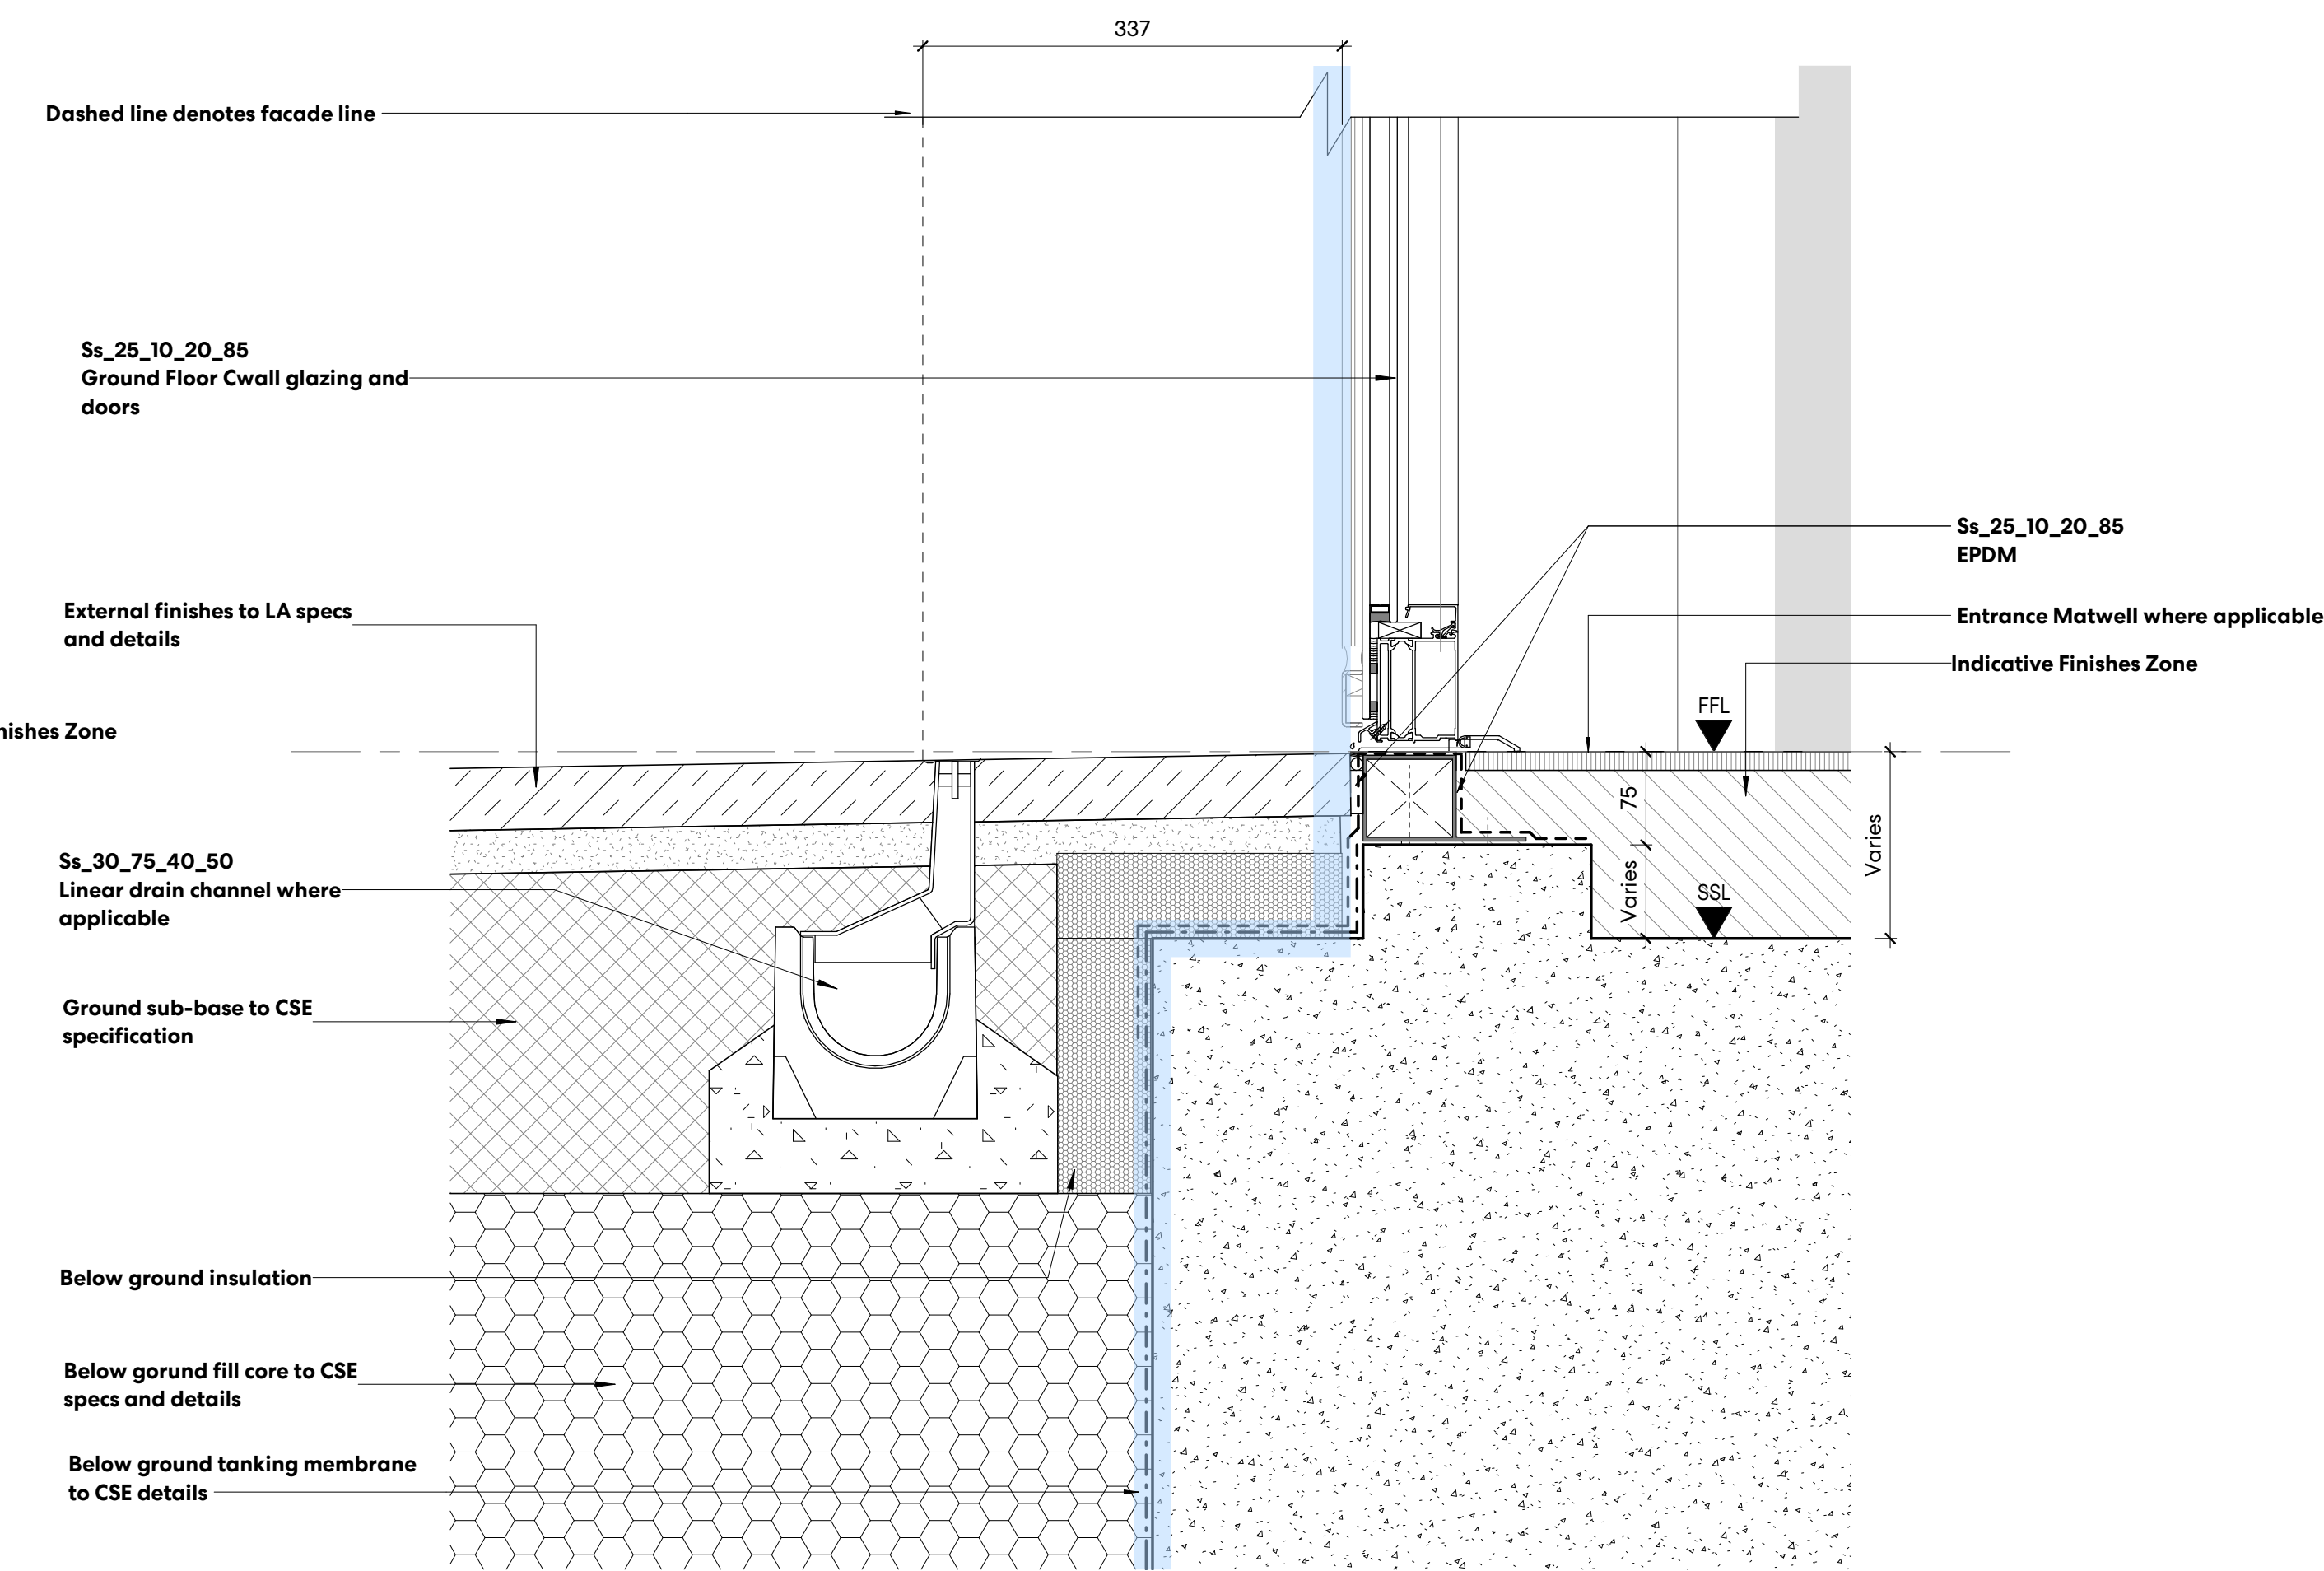 337
Dashed line denotes facade line
Ss_25_10_20_85
Ground Floor Cwall glazing and
doors
Ss_25_10_20_85
EPDM
External finishes to LA specs
and details
Entrance Matwell where applicable
Indicative Finishes Zone
FFL
nishes Zone
75
Varies
Varies
SSL
Ss_30_75_40_50
Linear drain channel where
applicable
Ground sub-base to CSE
specification
Below ground insulation
Below gorund fill core to CSE
specs and details
Below ground tanking membrane
to CSE details